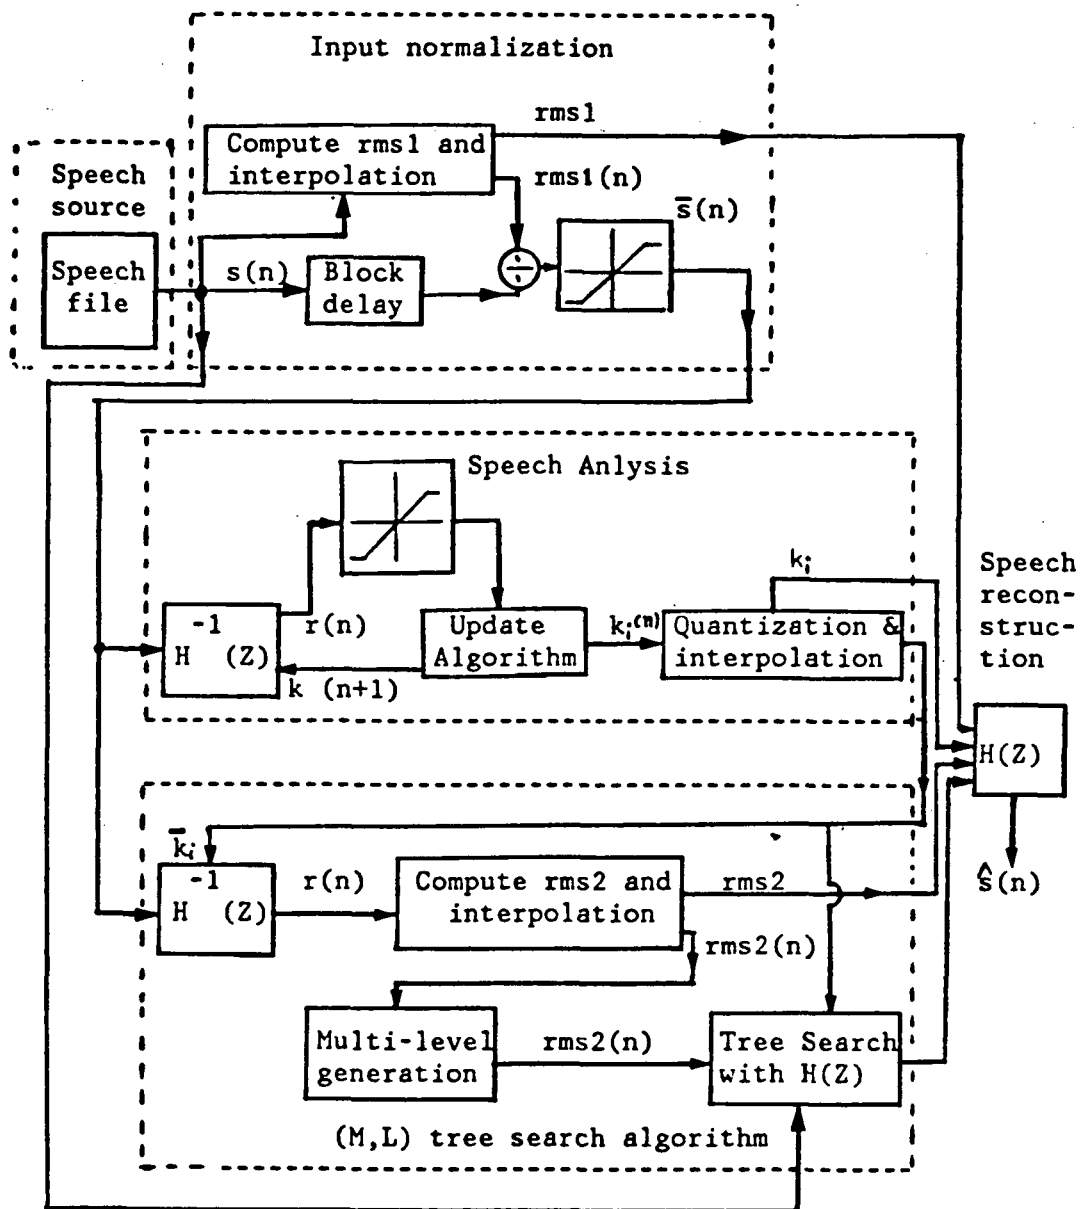 Input normalization
rms1
Compute rms1 and
interpolation
rms1(n)
s̅(n)
Speech
source
Speech
file
s(n)
Block
delay
÷
Speech Anlysis
k_i
Speech
recon-
struc-
tion
H⁻¹(Z)
r(n)
Update
Algorithm
k_i(n)
Quantization &
interpolation
k (n+1)
H(Z)
k̅_i
H⁻¹(Z)
r(n)
Compute rms2 and
interpolation
rms2
ŝ(n)
rms2(n)
Multi-level
generation
rms2(n)
Tree Search
with H(Z)
(M,L) tree search algorithm